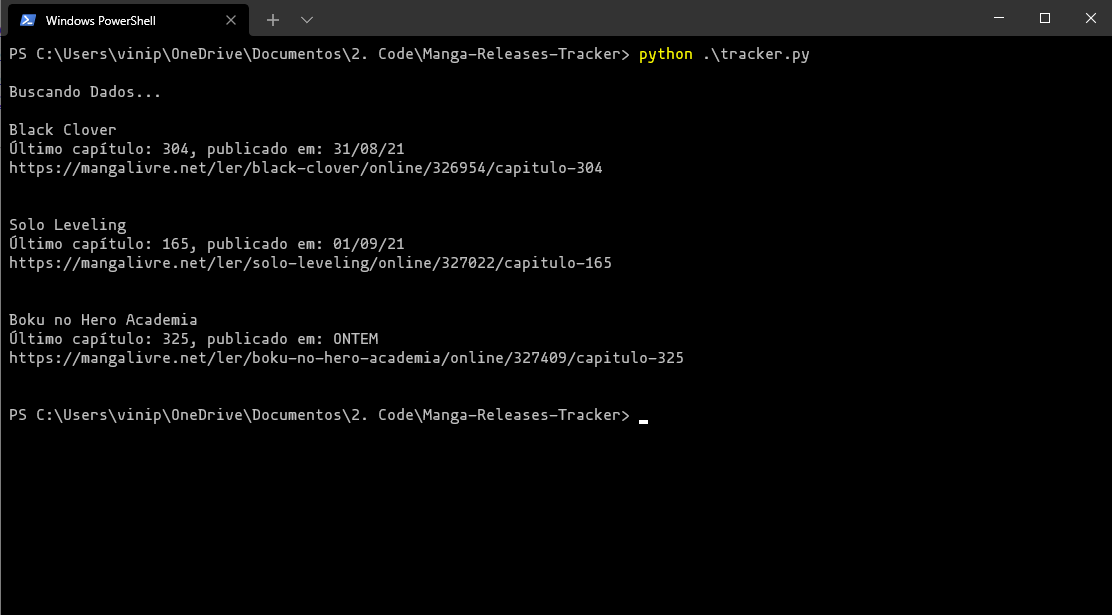 Windows PowerShell
PS C:\Users\vinip\OneDrive\Documentos\2. Code\Manga-Releases-Tracker> python .\tracker.py
Buscando Dados...
Black Clover
Último capítulo: 304, publicado em: 31/08/21
https://mangalivre.net/ler/black-clover/online/326954/capitulo-304
Solo Leveling
Último capítulo: 165, publicado em: 01/09/21
https://mangalivre.net/ler/solo-leveling/online/327022/capitulo-165
Boku no Hero Academia
Último capítulo: 325, publicado em: ONTEM
https://mangalivre.net/ler/boku-no-hero-academia/online/327409/capitulo-325
PS C:\Users\vinip\OneDrive\Documentos\2. Code\Manga-Releases-Tracker>